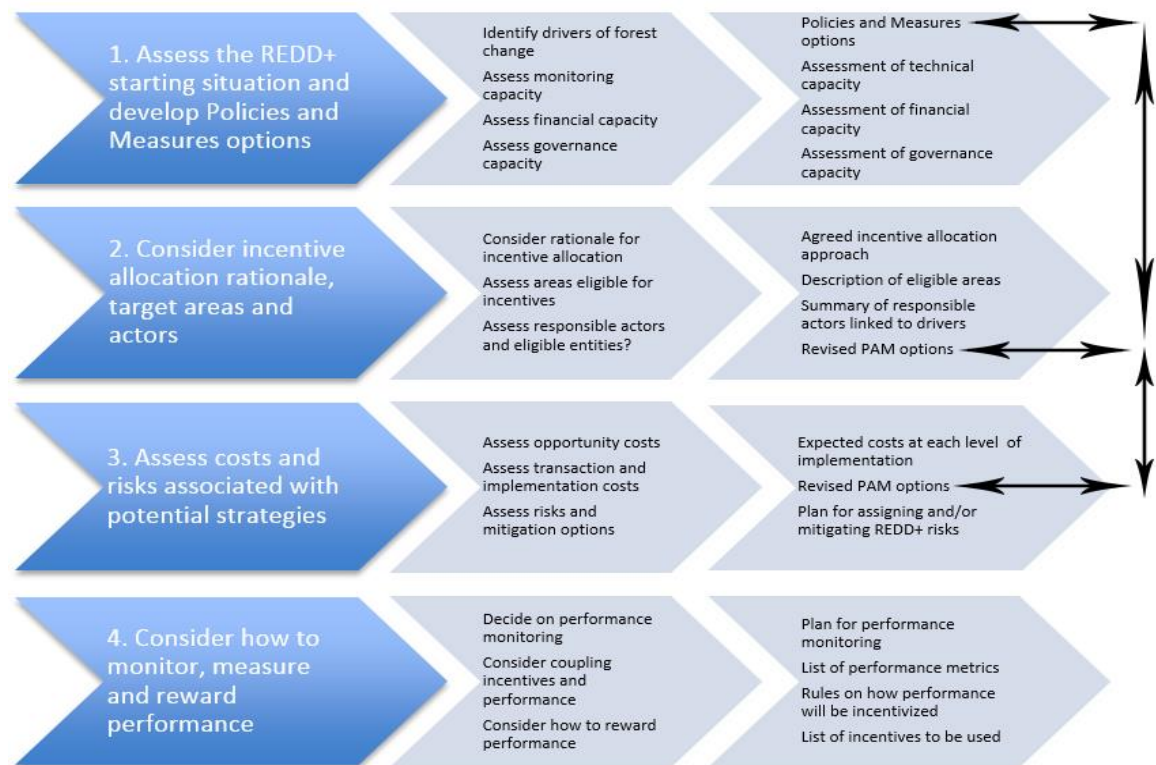 1. Assess the REDD+
starting situation and
develop Policies and
Measures options
Identify drivers of forest
change
Assess monitoring
capacity
Assess financial capacity
Assess governance
capacity
Policies and Measures
options
Assessment of technical
capacity
Assessment of financial
capacity
Assessment of governance
capacity
2. Consider incentive
allocation rationale,
target areas and
actors
Consider rationale for
incentive allocation
Assess areas eligible for
incentives
Assess responsible actors
and eligible entities?
Agreed incentive allocation
approach
Description of eligible areas
Summary of responsible
actors linked to drivers
Revised PAM options
3. Assess costs and
risks associated with
potential strategies
Assess opportunity costs
Assess transaction and
implementation costs
Assess risks and
mitigation options
Expected costs at each level of
implementation
Revised PAM options
Plan for assigning and/or
mitigating REDD+ risks
4. Consider how to
monitor, measure
and reward
performance
Decide on performance
monitoring
Consider coupling
incentives and
performance
Consider how to reward
performance
Plan for performance
monitoring
List of performance metrics
Rules on how performance
will be incentivized
List of incentives to be used